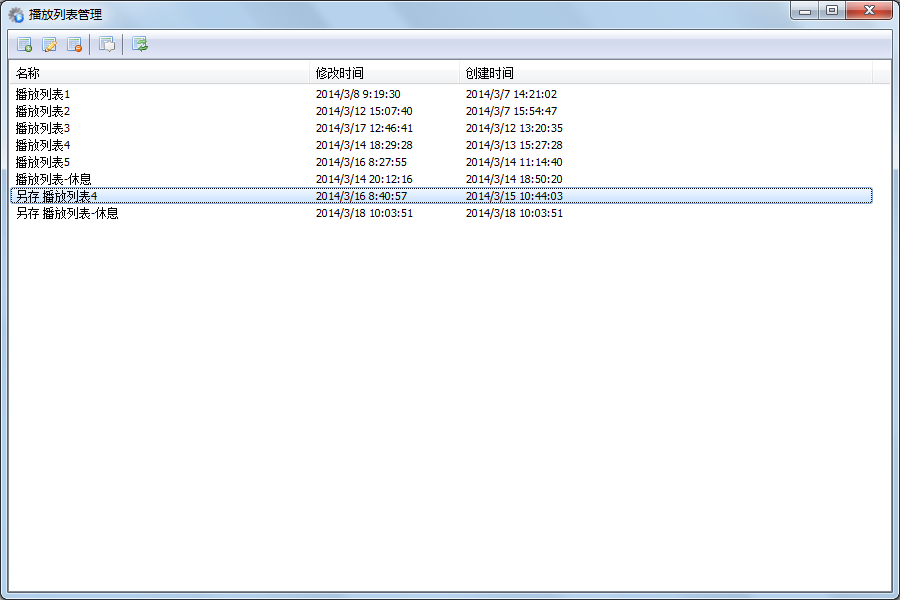 播放列表管理
名称 修改时间 创建时间
播放列表1 2014/3/8 9:19:30 2014/3/7 14:21:02
播放列表2 2014/3/12 15:07:40 2014/3/7 15:54:47
播放列表3 2014/3/17 12:46:41 2014/3/12 13:20:35
播放列表4 2014/3/14 18:29:28 2014/3/13 15:27:28
播放列表5 2014/3/16 8:27:55 2014/3/14 11:14:40
播放列表-休息 2014/3/14 20:12:16 2014/3/14 18:50:20
另存 播放列表4 2014/3/16 8:40:57 2014/3/15 10:44:03
另存 播放列表-休息 2014/3/18 10:03:51 2014/3/18 10:03:51